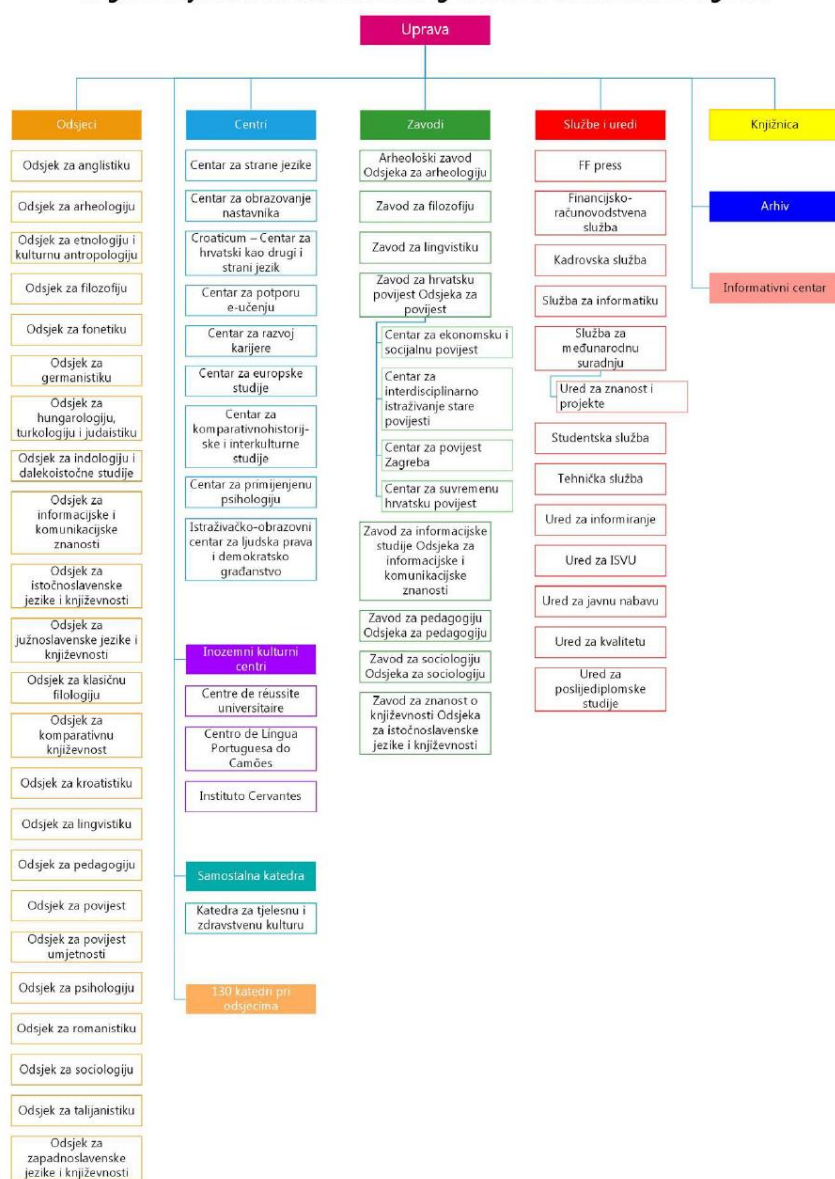 Uprava
Odsjeci
Odsjek za anglistiku
Odsjek za arheologiju
Odsjek za etnologiju i
kulturnu antropologiju
Odsjek za filozofiju
Odsjek za fonetiku
Odsjek za
germanistiku
Odsjek za
hungarologiju,
turkologiju i judaistiku
Odsjek za indologiju i
dalekoistočne studije
Odsjek za
informacijske i
komunikacijske
znanosti
Odsjek za
istočnoslavenske
jezike i književnosti
Odsjek za
južnoslavenske jezike i
književnosti
Odsjek za klasičnu
filologiju
Odsjek za
komparativnu
književnost
Odsjek za kroatistiku
Odsjek za lingvistiku
Odsjek za pedagogiju
Odsjek za povijest
Odsjek za povijest
umjetnosti
Odsjek za psihologiju
Odsjek za romanistiku
Odsjek za sociologiju
Odsjek za talijanistiku
Odsjek za
zapadnoslavenske
jezike i književnosti
Centri
Centar za strane jezike
Centar za obrazovanje
nastavnika
Croaticum – Centar za
hrvatski kao drugi i
strani jezik
Centar za potporu
e-učenju
Centar za razvoj
karijere
Centar za europske
studije
Centar za
komparativnohistorij-
ske i interkulturne
studije
Centar za primijenjenu
psihologiju
Istraživačko-obrazovni
centar za ljudska prava
i demokratsko
građanstvo
Inozemni kulturni
centri
Centre de réussite
universitaire
Centro de Lingua
Portuguesa do
Camões
Instituto Cervantes
Samostalna katedra
Katedra za tjelesnu i
zdravstvenu kulturu
130 katedri pri
odsjecima
Zavodi
Arheološki zavod
Odsjeka za arheologiju
Zavod za filozofiju
Zavod za lingvistiku
Zavod za hrvatsku
povijest Odsjeka za
povijest
Centar za ekonomsku i
socijalnu povijest
Centar za
interdisciplinarno
istraživanje stare
povijesti
Centar za povijest
Zagreba
Centar za suvremenu
hrvatsku povijest
Zavod za informacijske
studije Odsjeka za
informacijske i
komunikacijske
znanosti
Zavod za pedagogiju
Odsjeka za pedagogiju
Zavod za sociologiju
Odsjeka za sociologiju
Zavod za znanost o
književnosti Odsjeka
za istočnoslavenske
jezike i književnosti
Službe i uredi
FF press
Financijsko-
računovodstvena
služba
Kadrovska služba
Služba za informatiku
Služba za
međunarodnu
suradnju
Ured za znanost i
projekte
Studentska služba
Tehnička služba
Ured za informiranje
Ured za ISVU
Ured za javnu nabavu
Ured za kvalitetu
Ured za
poslijediplomske
studije
Knjižnica
Arhiv
Informativni centar